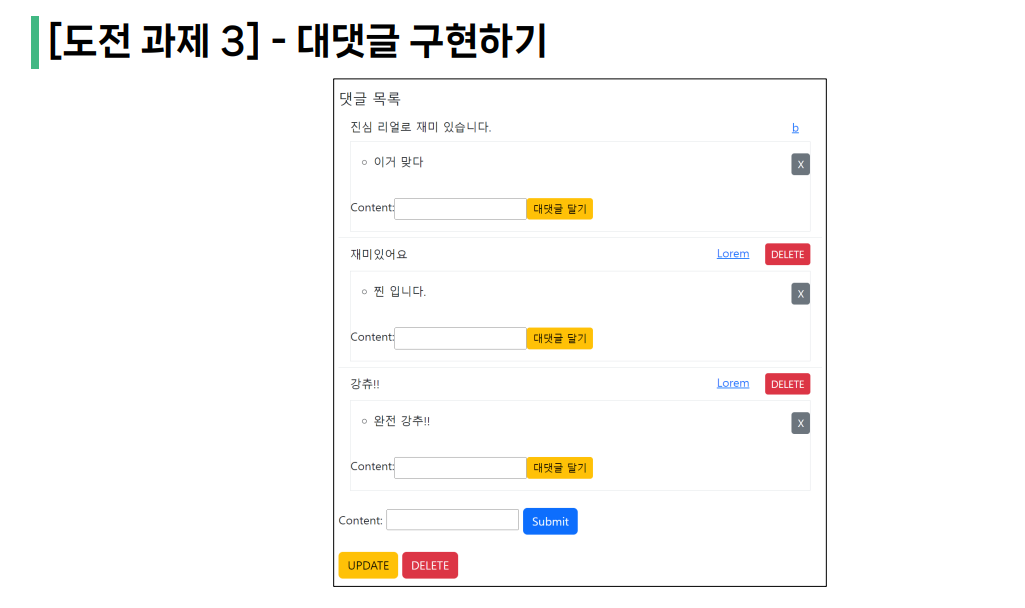 [도전 과제 3] - 대댓글 구현하기
댓글 목록
진심 리얼로 재미 있습니다. b
이거 맞다 X
Content: 대댓글 달기
재미있어요 Lorem DELETE
찐 입니다. X
Content: 대댓글 달기
강츄!! Lorem DELETE
완전 강추!! X
Content: 대댓글 달기
Content: Submit
UPDATE DELETE